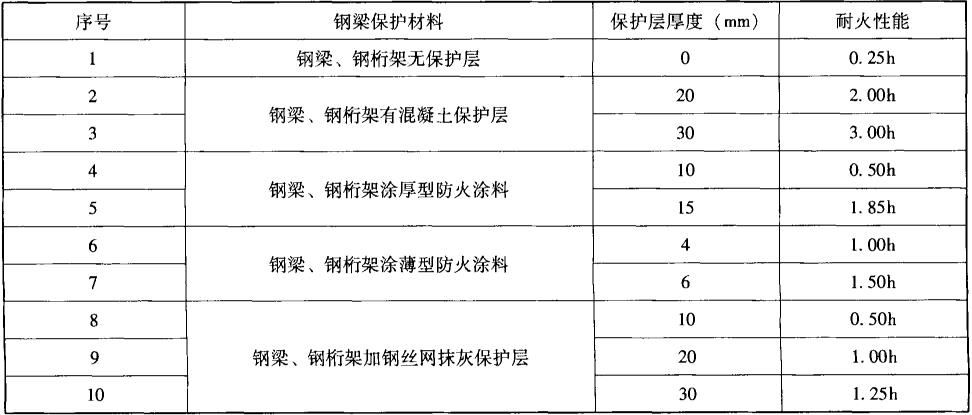 序号 钢梁保护材料 保护层厚度 (mm) 耐火性能
1 钢梁、钢桁架无保护层 0 0.25h
2 钢梁、钢桁架有混凝土保护层 20 2.00h
3 30 3.00h
4 钢梁、钢桁架涂厚型防火涂料 10 0.50h
5 15 1.85h
6 钢梁、钢桁架涂薄型防火涂料 4 1.00h
7 6 1.50h
8 钢梁、钢桁架加钢丝网抹灰保护层 10 0.50h
9 20 1.00h
10 30 1.25h